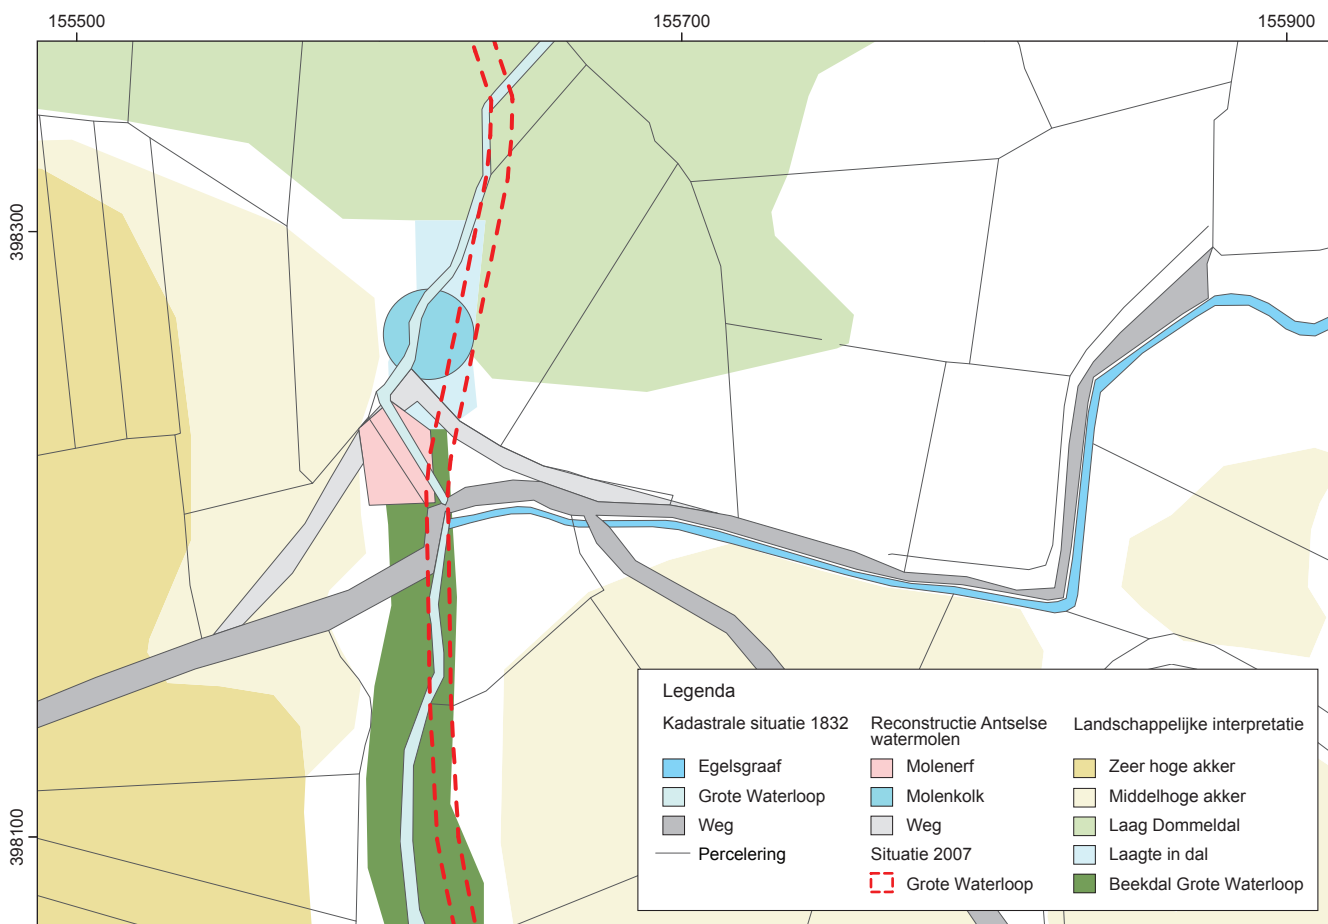 155500
155700
155900
398300
398100
Legenda
Kadastrale situatie 1832
Egelsgraaf
Grote Waterloop
Weg
Percelering
Reconstructie Antselse
watermolen
Molenerf
Molenkolk
Weg
Situatie 2007
Grote Waterloop
Landschappelijke interpretatie
Zeer hoge akker
Middelhoge akker
Laag Dommeldal
Laagte in dal
Beekdal Grote Waterloop